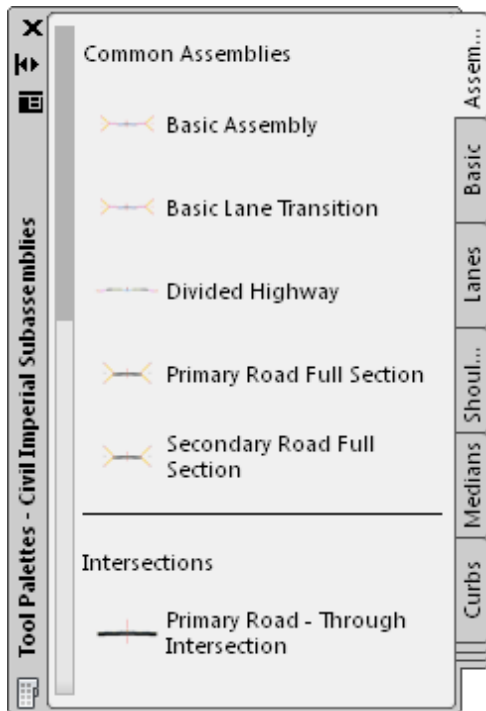 Tool Palettes - Civil Imperial Subassemblies
Common Assemblies
Basic Assembly
Basic Lane Transition
Divided Highway
Primary Road Full Section
Secondary Road Full
Section
Intersections
Primary Road - Through
Intersection
Assem...
Basic
Lanes
Shoul...
Medians
Curbs